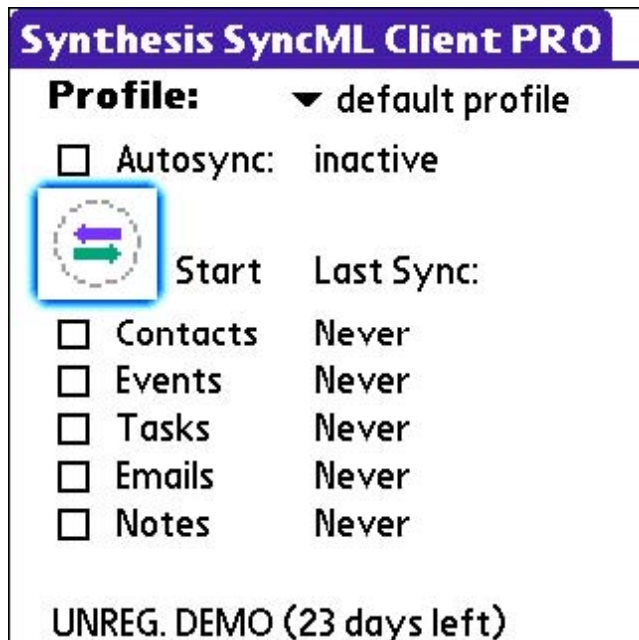 Synthesis SyncML Client PRO
Profile: default profile
Autosync: inactive
Start Last Sync:
Contacts Never
Events Never
Tasks Never
Emails Never
Notes Never
UNREG. DEMO (23 days left)